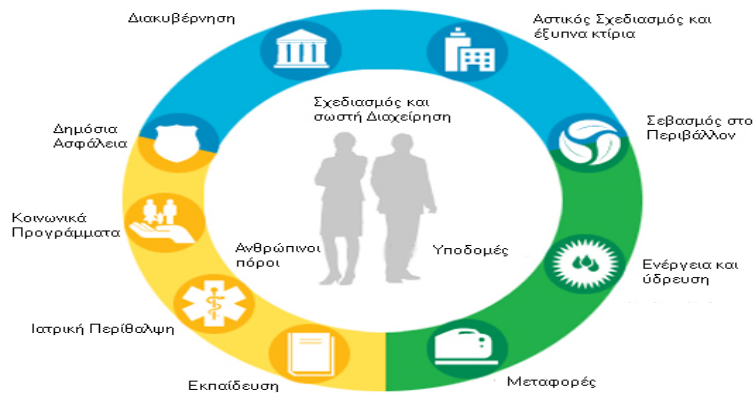 Διακυβέρνηση
Αστικός Σχεδιασμός και
έξυπνα κτίρια
Σχεδιασμός και
σωστή Διαχείρηση
Δημόσια
Ασφάλεια
Σεβασμός στο
Περιβάλλον
Κοινωνικά
Προγράμματα
Ανθρώπινοι
πόροι
Υποδομές
Ενέργεια και
ύδρευση
Ιατρική Περίθαλψη
Εκπαίδευση
Μεταφορές